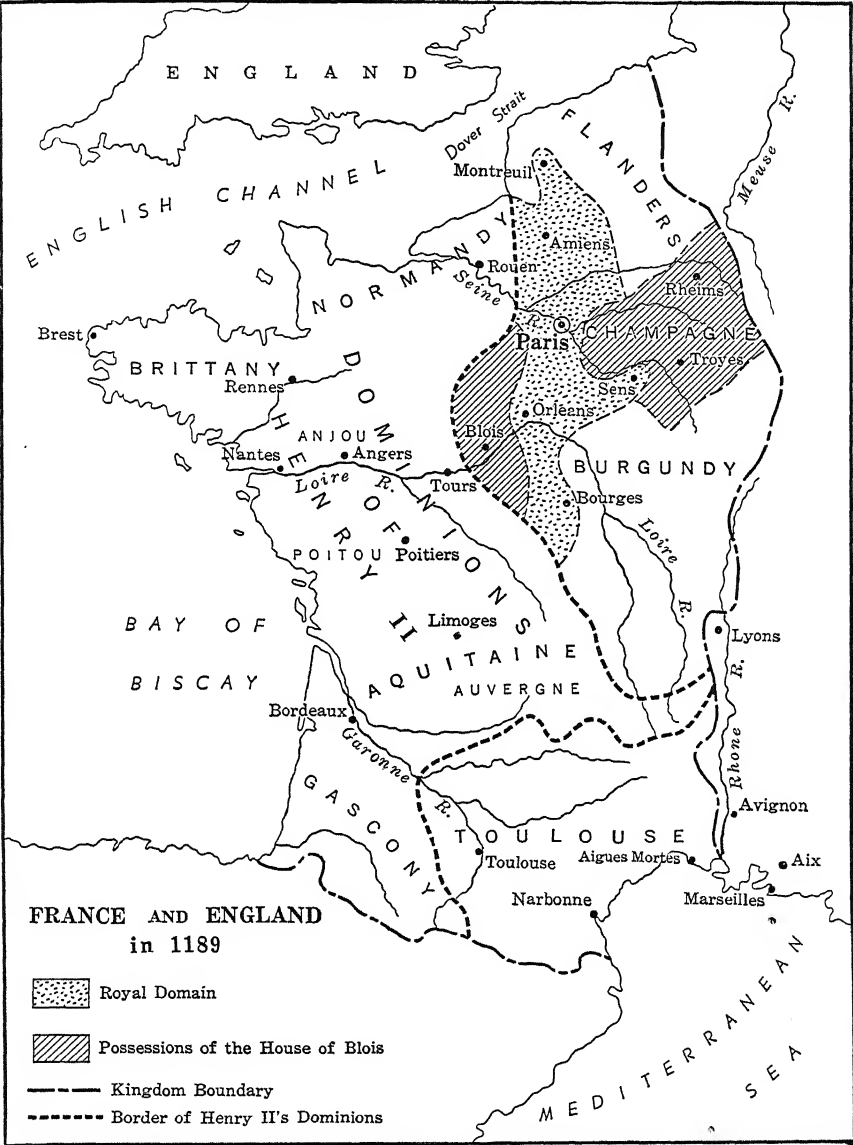 ENGLAND
Dover Strait
FLANDERS
Meuse R.
ENGLISH CHANNEL
Montreuil
Amiens
NORMANDY
Rouen
Seine R.
Rheims
Brest
Paris
CHAMPAGNE
BRITTANY
Rennes
Troyes
Sens
Orleans
ANJOU
Blois
Nantes
Angers
Loire R.
Tours
BURGUNDY
Bourges
Loire R.
DOMINIONS
OF
HENRY II
POITOU
Poitiers
BAY OF
BISCAY
Limoges
Lyons
AQUITAINE
AUVERGNE
Bordeaux
Garonne R.
Rhone R.
GASCONY
Avignon
TOULOUSE
Toulouse
Aigues Mortes
Aix
Narbonne
Marseilles
MEDITERRANEAN
SEA
FRANCE AND ENGLAND
in 1189
Royal Domain
Possessions of the House of Blois
Kingdom Boundary
Border of Henry II's Dominions